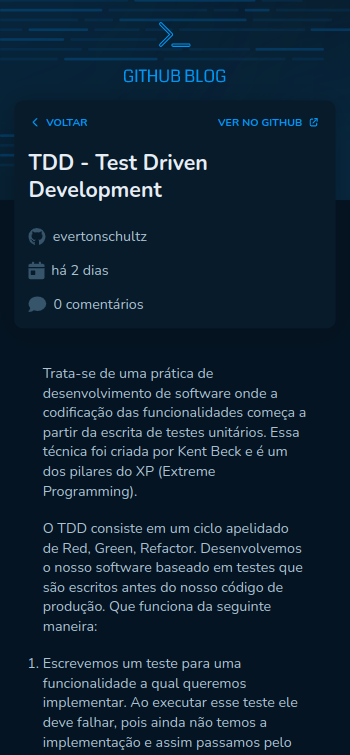 GITHUB BLOG
VOLTAR
VER NO GITHUB
TDD - Test Driven
Development
evertonschultz
há 2 dias
0 comentários
Trata-se de uma prática de
desenvolvimento de software onde a
codificação das funcionalidades começa a
partir da escrita de testes unitários. Essa
técnica foi criada por Kent Beck e é um
dos pilares do XP (Extreme
Programming).
O TDD consiste em um ciclo apelidado
de Red, Green, Refactor. Desenvolvemos
o nosso software baseado em testes que
são escritos antes do nosso código de
produção. Que funciona da seguinte
maneira:
1. Escrevemos um teste para uma
funcionalidade a qual queremos
implementar. Ao executar esse teste ele
deve falhar, pois ainda não temos a
implementação e assim passamos pelo